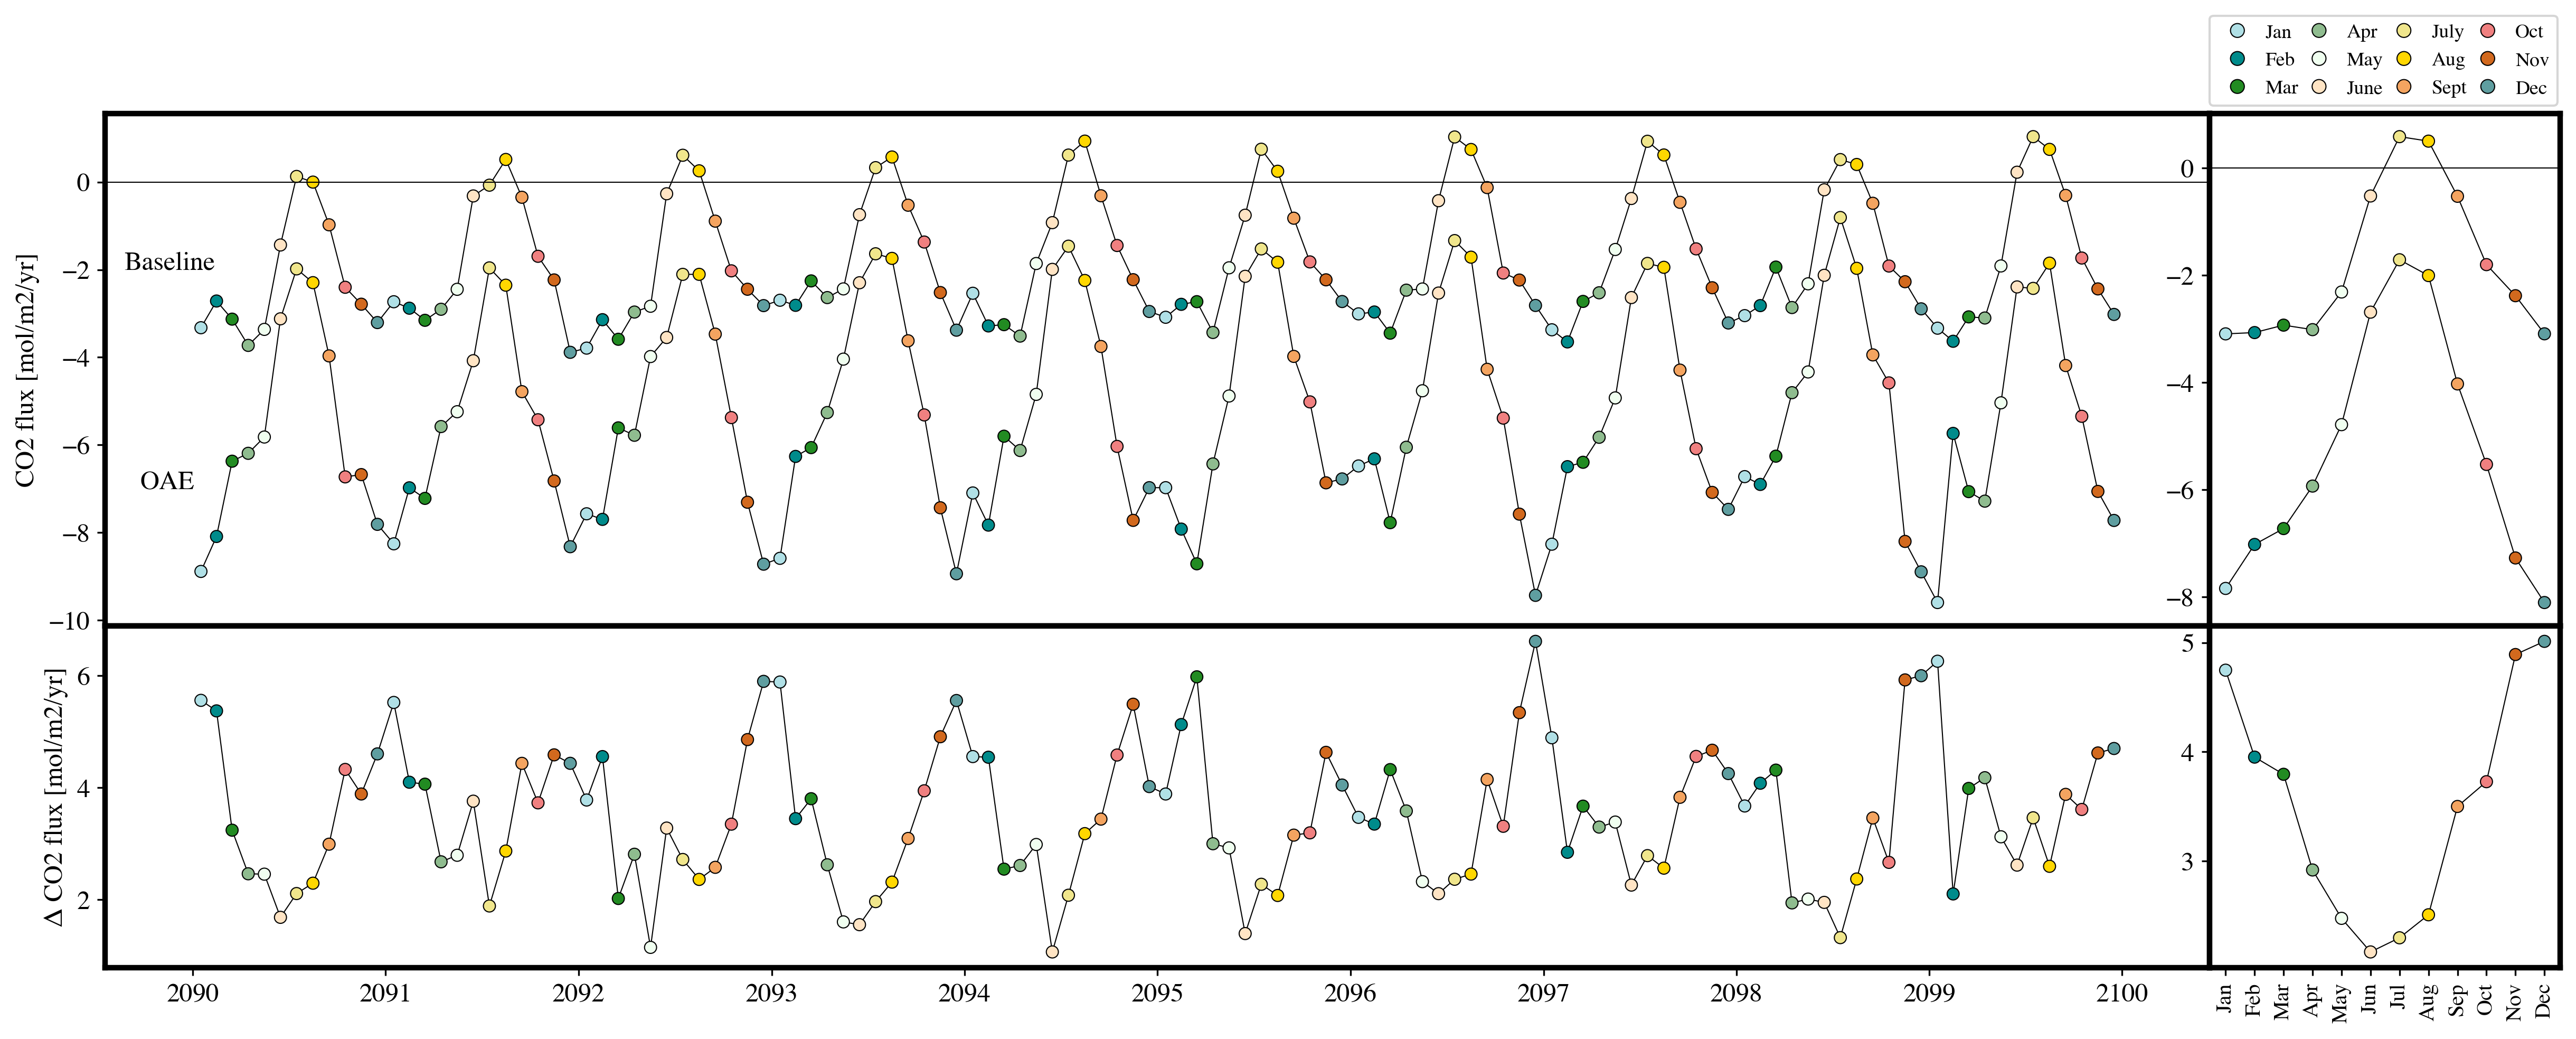 Jan Apr July Oct
Feb May Aug Nov
Mar June Sept Dec
CO2 flux [mol/m2/yr]
0
−2
−4
−6
−8
−10
Baseline
OAE
0
−2
−4
−6
−8
Δ CO2 flux [mol/m2/yr]
6
4
2
5
4
3
2090 2091 2092 2093 2094 2095 2096 2097 2098 2099 2100
Jan Feb Mar Apr May Jun Jul Aug Sep Oct Nov Dec